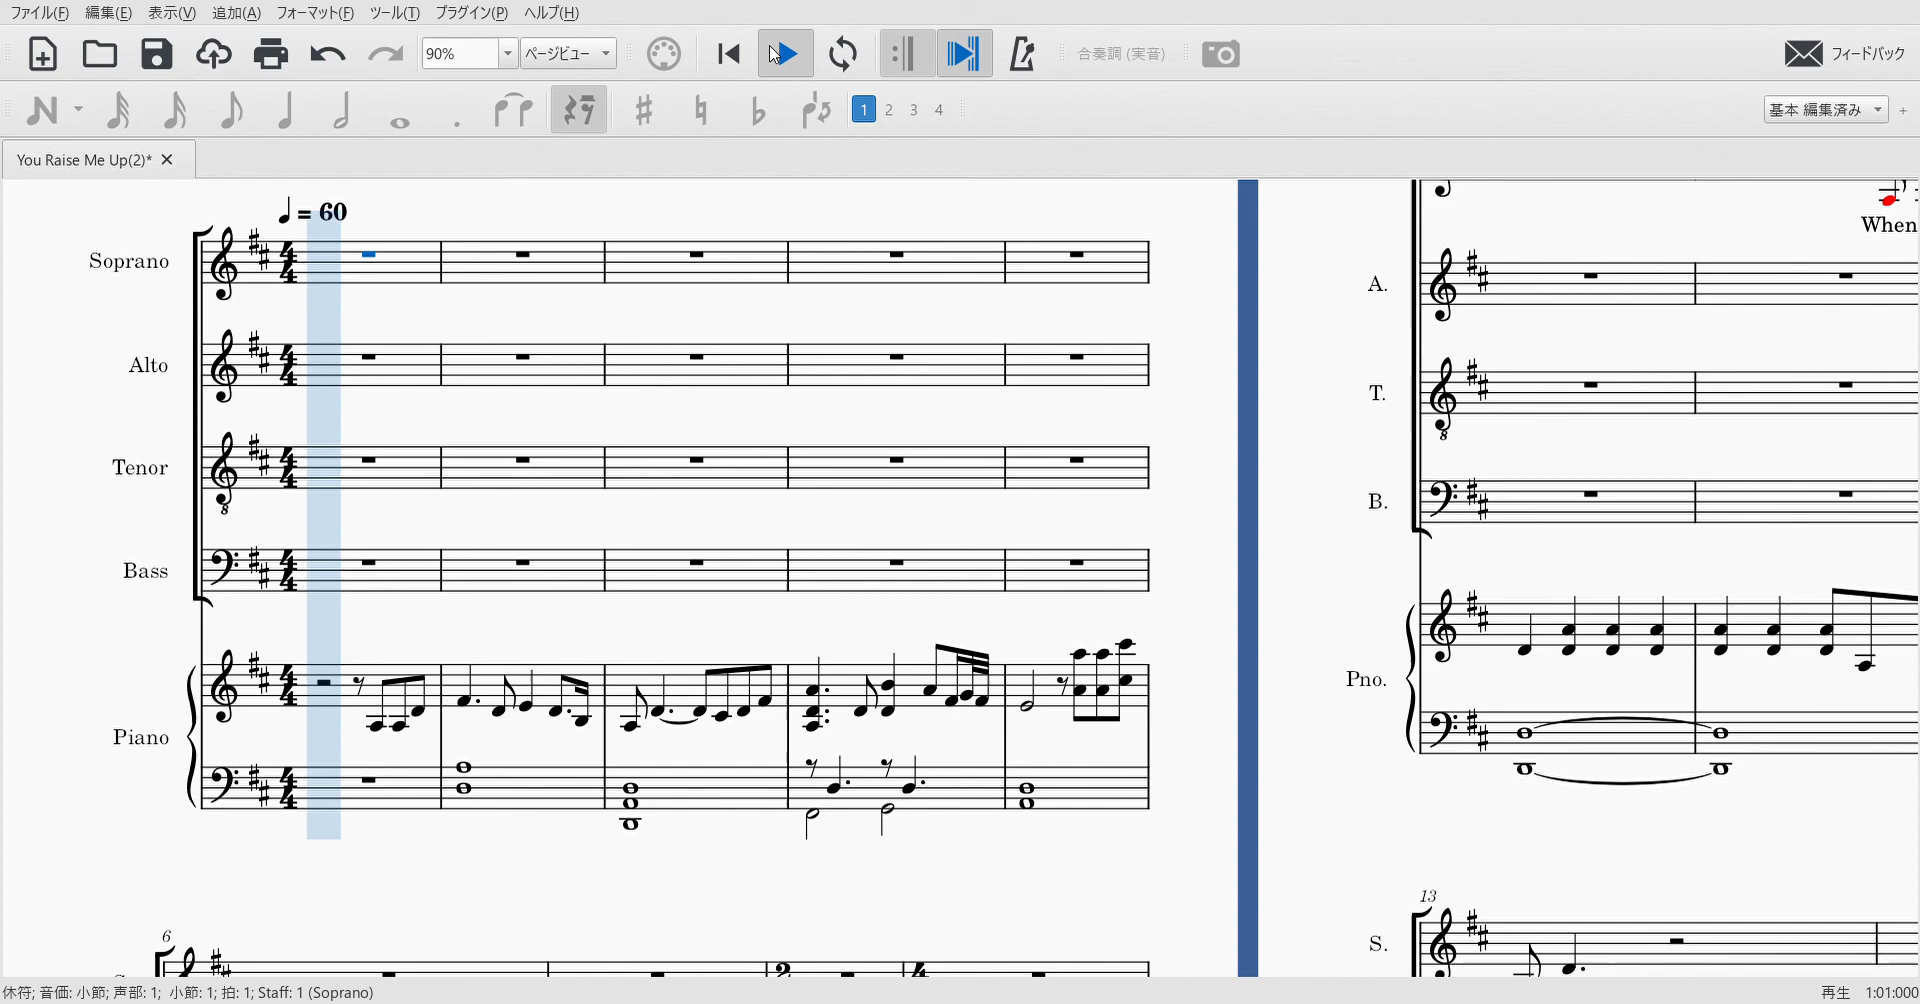 ファイル(F) 編集(E) 表示(V) 追加(A) フォーマット(F) ツール(T) プラグイン(P) ヘルプ(H)
90% ページビュー 合奏調 (実音) フィードバック
1 2 3 4 基本 編集済み +
You Raise Me Up(2)*
= 60
When
Soprano
A.
Alto
T.
Tenor
B.
Bass
Pno.
Piano
13
6
S.
休符; 音価: 小節; 声部: 1; 小節: 1; 拍: 1; Staff: 1 (Soprano) 再生 1:01:000